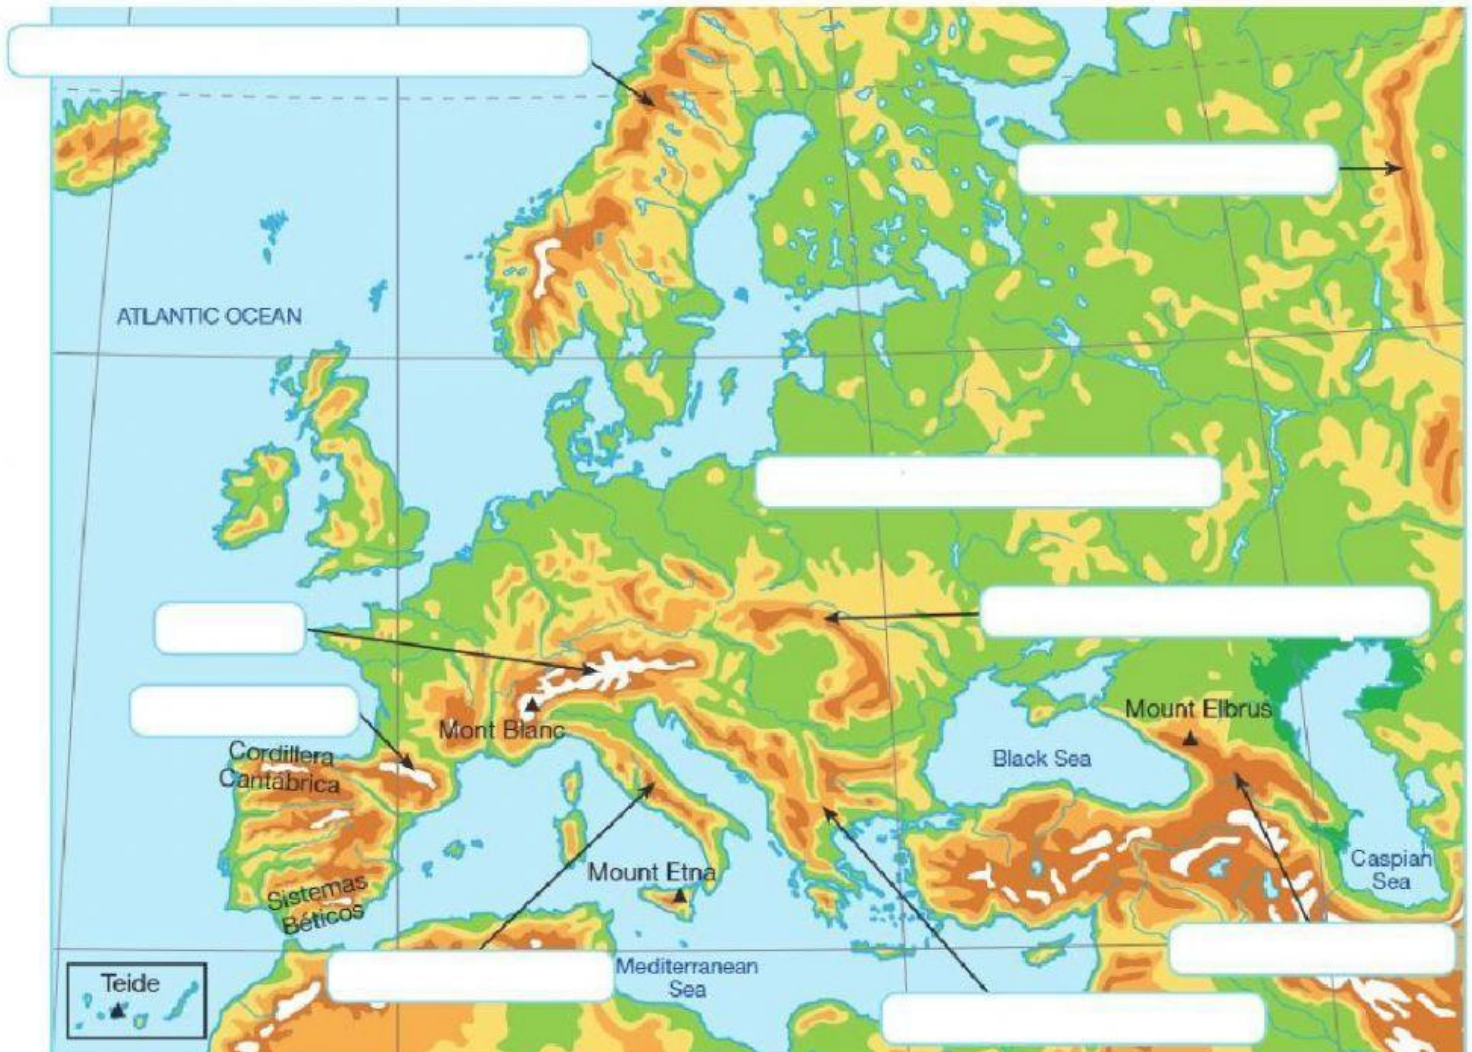 ATLANTIC OCEAN
Mont Blanc
Cordillera
Cantábrica
Mount Elbrus
Black Sea
Mount Etna
Caspian
Sea
Sistemas
Béticos
Mediterranean
Sea
Teide